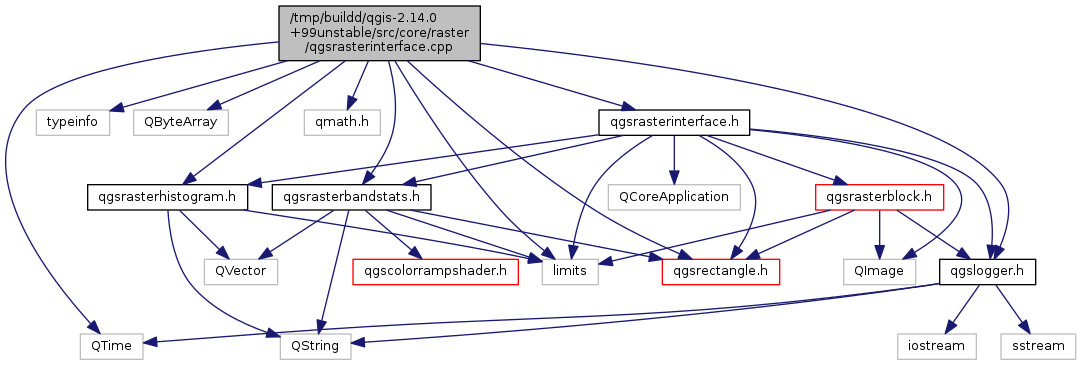 /tmp/buildd/qgis-2.14.0
+99unstable/src/core/raster
/qgsrasterinterface.cpp
typeinfo
QByteArray
qmath.h
qgsrasterinterface.h
qgsrasterhistogram.h
qgsrasterbandstats.h
QCoreApplication
qgsrasterblock.h
QVector
qgscolorrampshader.h
limits
qgsrectangle.h
QImage
qgslogger.h
QTime
QString
iostream
sstream